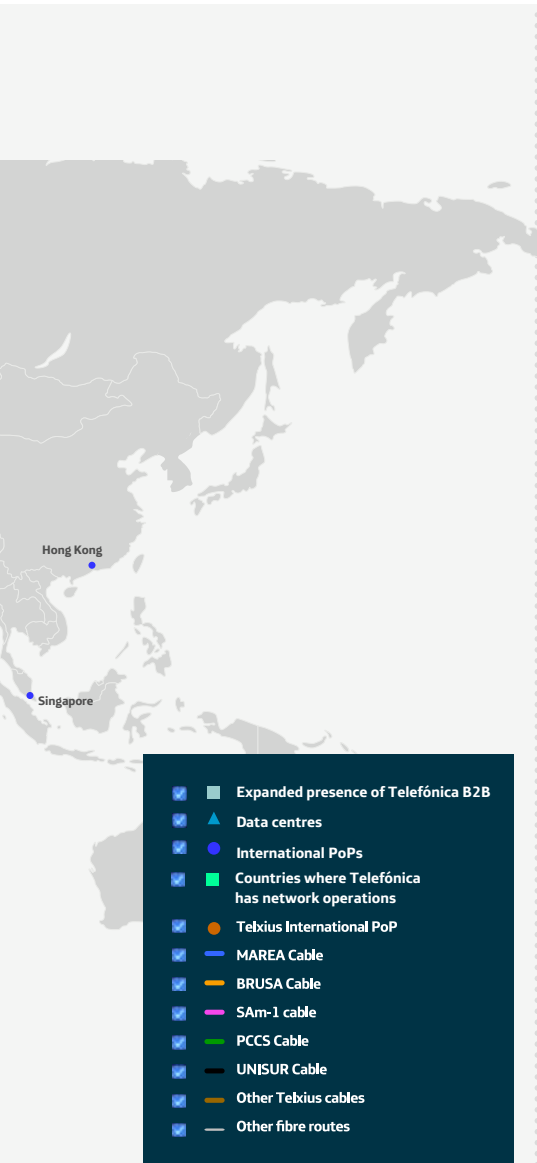 Hong Kong
Singapore
Expanded presence of Telefónica B2B
Data centres
International PoPs
Countries where Telefónica
has network operations
Telxius International PoP
MAREA Cable
BRUSA Cable
SAm-1 cable
PCCS Cable
UNISUR Cable
Other Telxius cables
Other fibre routes